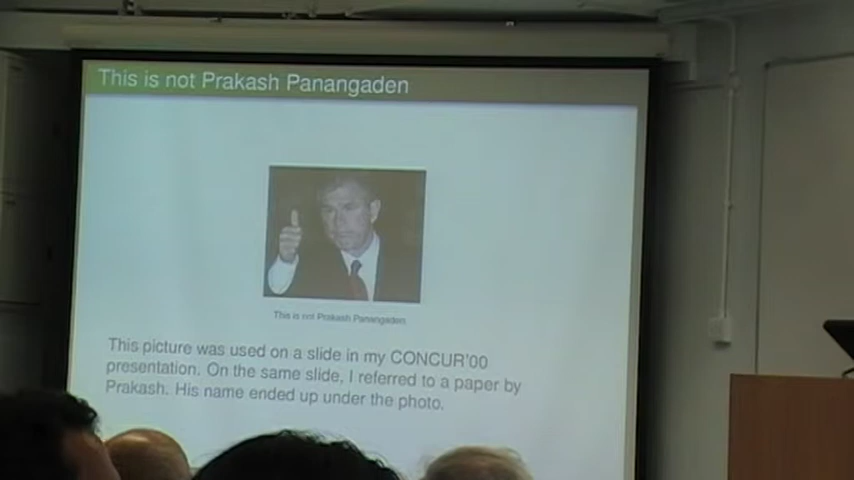 This is not Prakash Panangaden
This is not Prakash Panangaden
This picture was used on a slide in my CONCUR'00
presentation. On the same slide, I referred to a paper by
Prakash. His name ended up under the photo.